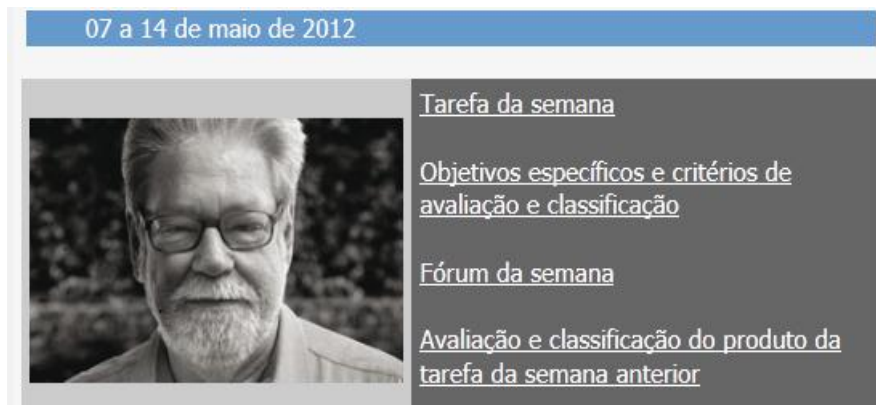 07 a 14 de maio de 2012
Tarefa da semana
Objetivos específicos e critérios de
avaliação e classificação
Fórum da semana
Avaliação e classificação do produto da
tarefa da semana anterior